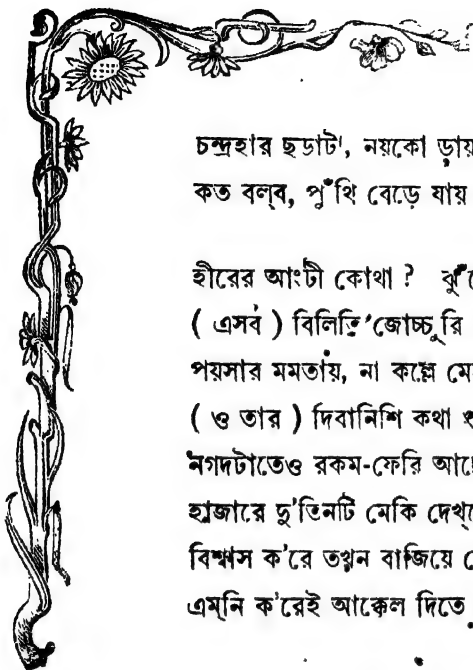 চন্দ্রহার ছড়াট', নয়কো ডায়
কত বল্‌ব, পুঁথি বেড়ে যায়
হীরের আংটী কোথা ?
( এসব ) বিলিতি জোচ্চুরি
পয়সার মমতায়, না কল্লে মে
( ও তার ) দিবানিশি কথা
নগদটাতেও রকম-ফেরি আ
হাজারে দু'তিনটি মেকি দেখ্
বিশ্বাস ক'রে তখন বাজিয়ে
এম্‌নি ক'রেই আক্কেল দিতে